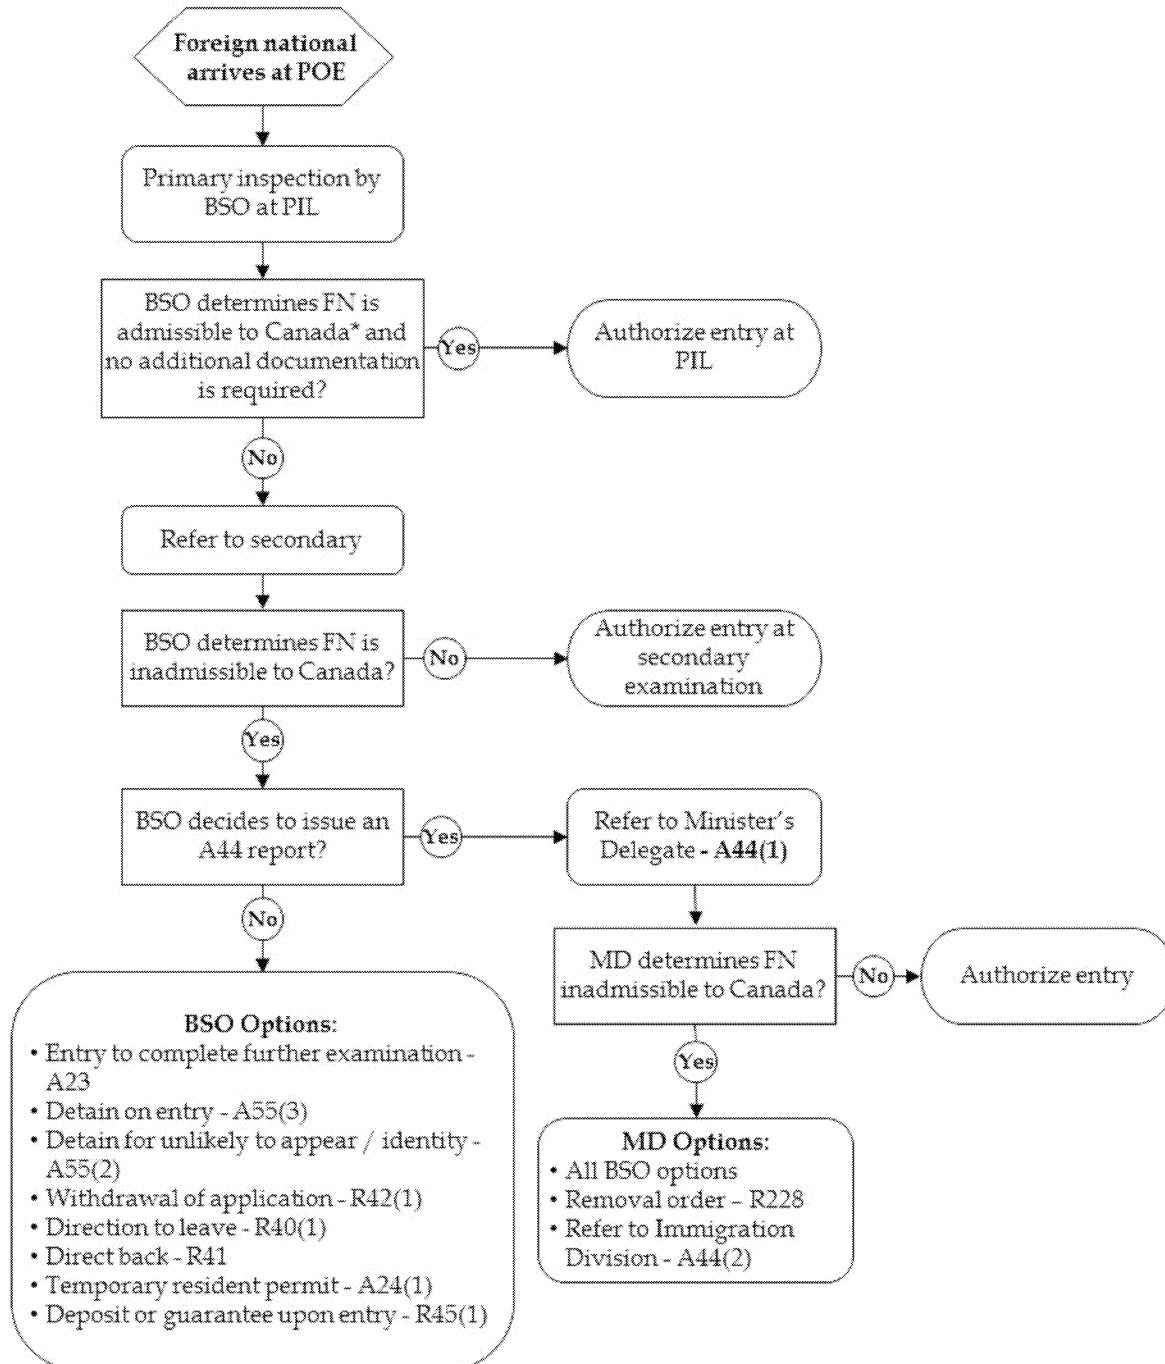 Foreign national
arrives at POE
Primary inspection by
BSO at PIL
BSO determines FN is
admissible to Canada* and
no additional documentation
is required?
Yes
Authorize entry at
PIL
No
Refer to secondary
BSO determines FN is
inadmissible to Canada?
No
Authorize entry at
secondary
examination
Yes
BSO decides to issue an
A44 report?
Yes
Refer to Minister's
Delegate - A44(1)
No
MD determines FN
inadmissible to Canada?
No
Authorize entry
Yes
BSO Options:
• Entry to complete further examination -
A23
• Detain on entry - A55(3)
• Detain for unlikely to appear / identity -
A55(2)
• Withdrawal of application - R42(1)
• Direction to leave - R40(1)
• Direct back - R41
• Temporary resident permit - A24(1)
• Deposit or guarantee upon entry - R45(1)
MD Options:
• All BSO options
• Removal order – R228
• Refer to Immigration
Division - A44(2)